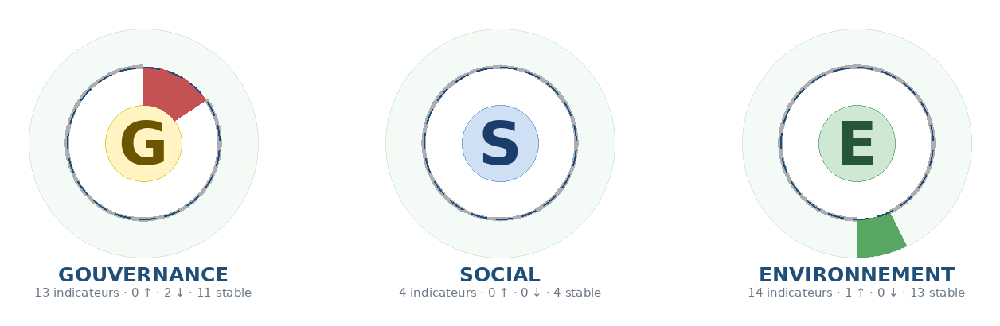 G
S
E
GOUVERNANCE
13 indicateurs · 0 ↑ · 2 ↓ · 11 stable
SOCIAL
4 indicateurs · 0 ↑ · 0 ↓ · 4 stable
ENVIRONNEMENT
14 indicateurs · 1 ↑ · 0 ↓ · 13 stable